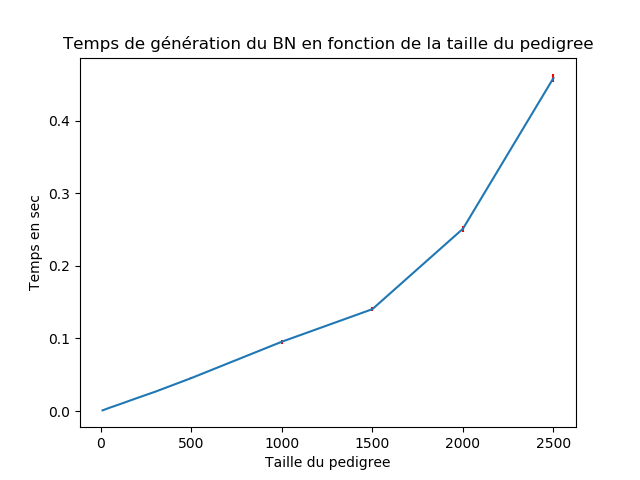 Temps de génération du BN en fonction de la taille du pedigree
Temps en sec
0.4
0.3
0.2
0.1
0.0
0 500 1000 1500 2000 2500
Taille du pedigree